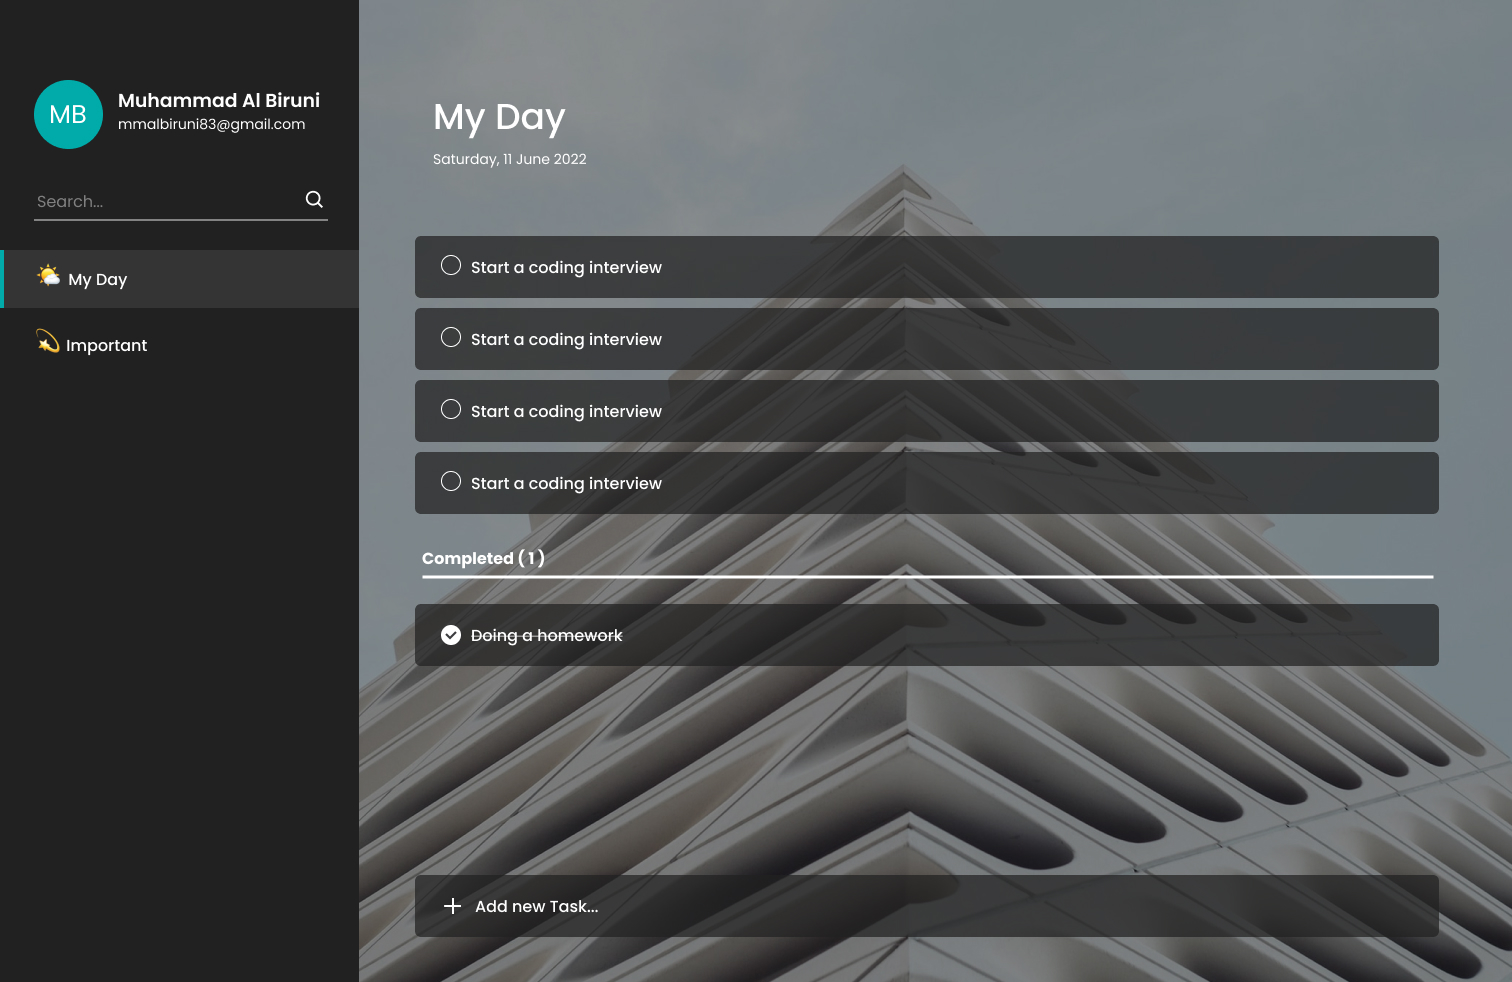 MB
Muhammad Al Biruni
mmalbiruni83@gmail.com
Search...
My Day
Important
My Day
Saturday, 11 June 2022
Start a coding interview
Start a coding interview
Start a coding interview
Start a coding interview
Completed ( 1 )
Doing a homework
Add new Task...